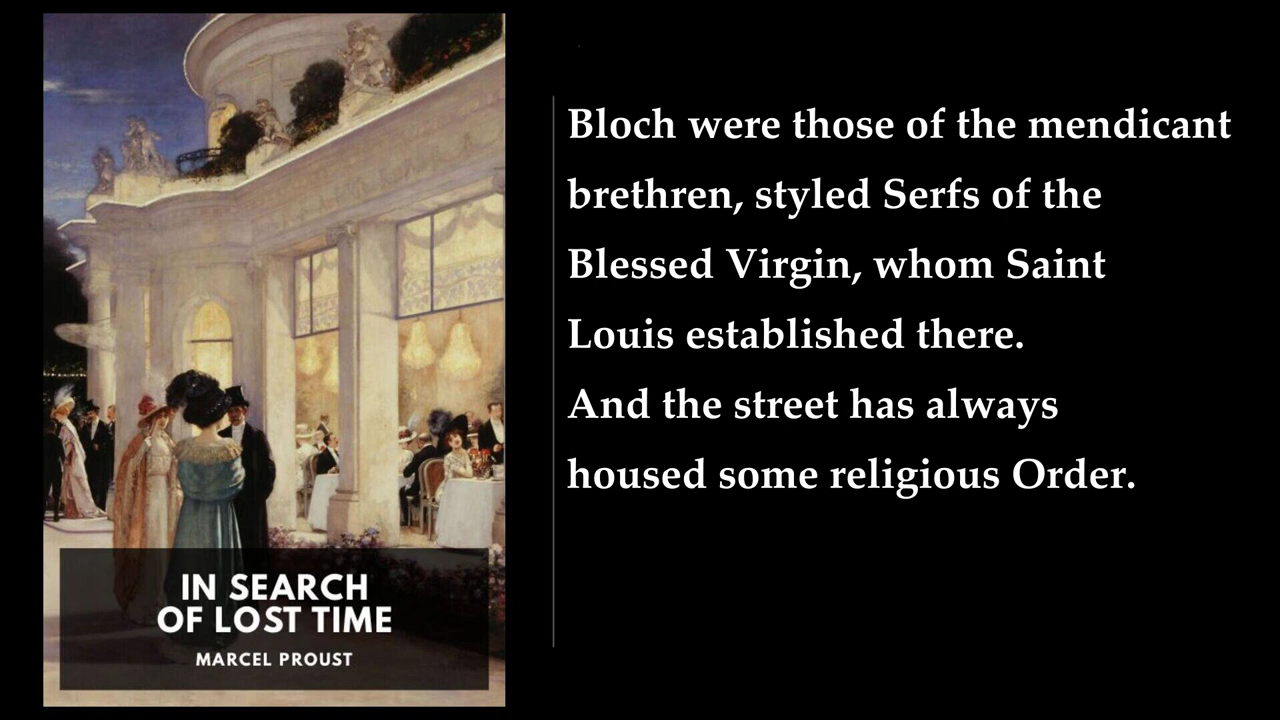 Bloch were those of the mendicant
brethren, styled Serfs of the
Blessed Virgin, whom Saint
Louis established there.
And the street has always
housed some religious Order.
IN SEARCH
OF LOST TIME
MARCEL PROUST